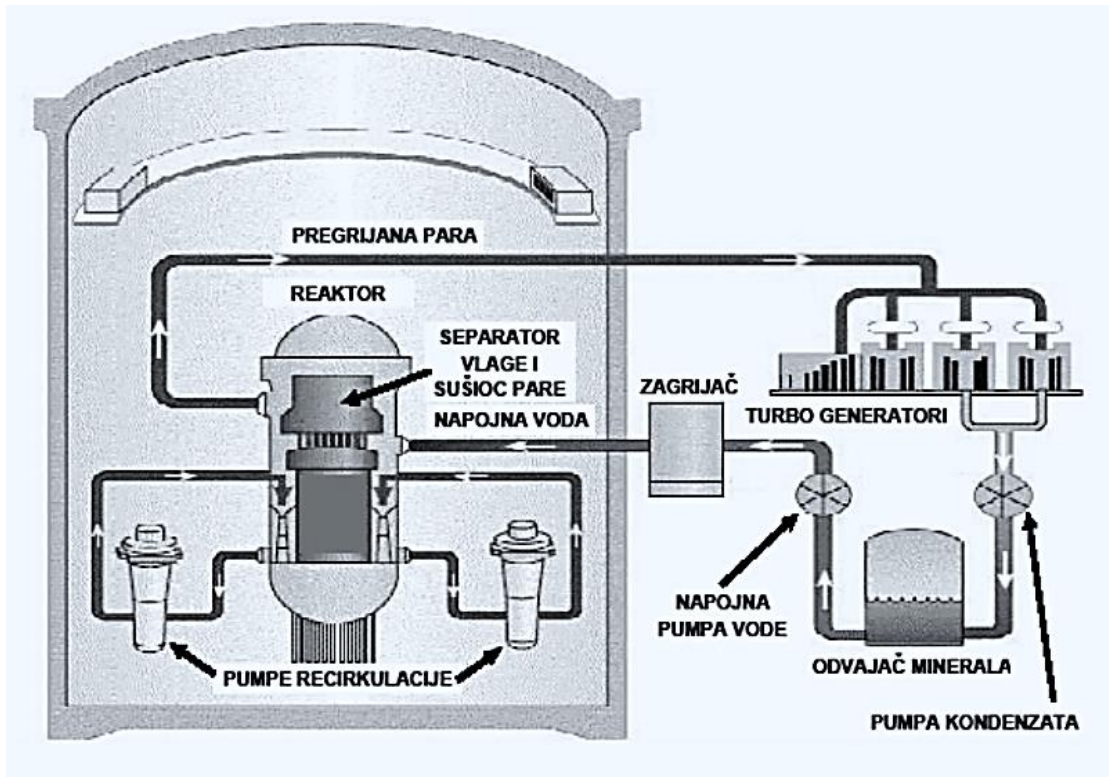 PREGRIJANA PARA
REAKTOR
SEPARATOR
VLAGE I
SUŠIOC PARE
NAPOJNA VODA
ZAGRIJAČ
TURBO GENERATORI
NAPOJNA
PUMPA VODE
ODVAJAČ MINERALA
PUMPE RECIRKULACIJE
PUMPA KONDENZATA